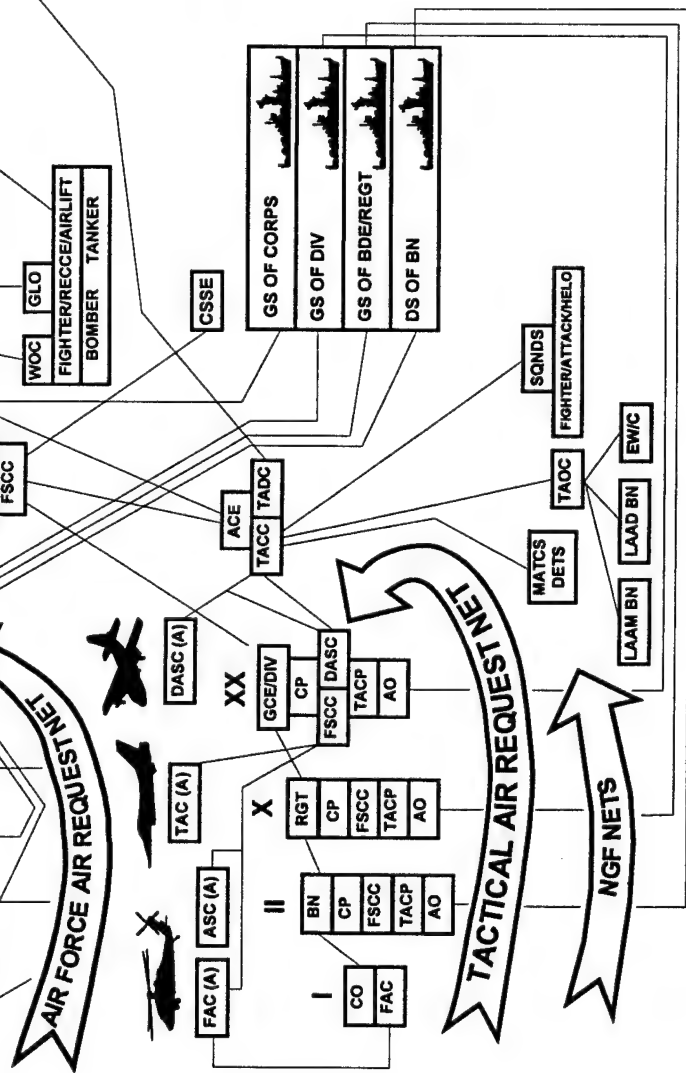 WOC
GLO
FIGHTER/RECCE/AIRLIFT
BOMBER TANKER
FSCC
CSSE
GS OF CORPS
GS OF DIV
GS OF BDE/REGT
DS OF BN
ACE
TACC
TADC
SQNDS
FIGHTER/ATTACK/HELO
TAOC
MATCS
DETS
LAAM BN
LAAD BN
EW/C
AIR FORCE AIR REQUEST NET
FAC (A)
ASC (A)
TAC (A)
DASC (A)
I
CO
FAC
II
BN
CP
FSCC
TACP
AO
X
RGT
CP
FSCC
TACP
AO
XX
GCE/DIV
CP
FSCC
DASC
TACP
AO
TACTICAL AIR REQUEST NET
NGF NETS